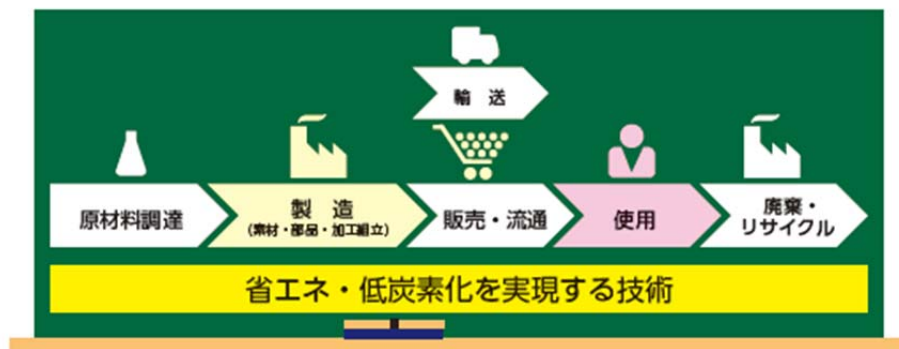 輸 送
原材料調達
製 造
(素材・部品・加工組立)
販売・流通
使用
廃棄・
リサイクル
省エネ・低炭素化を実現する技術